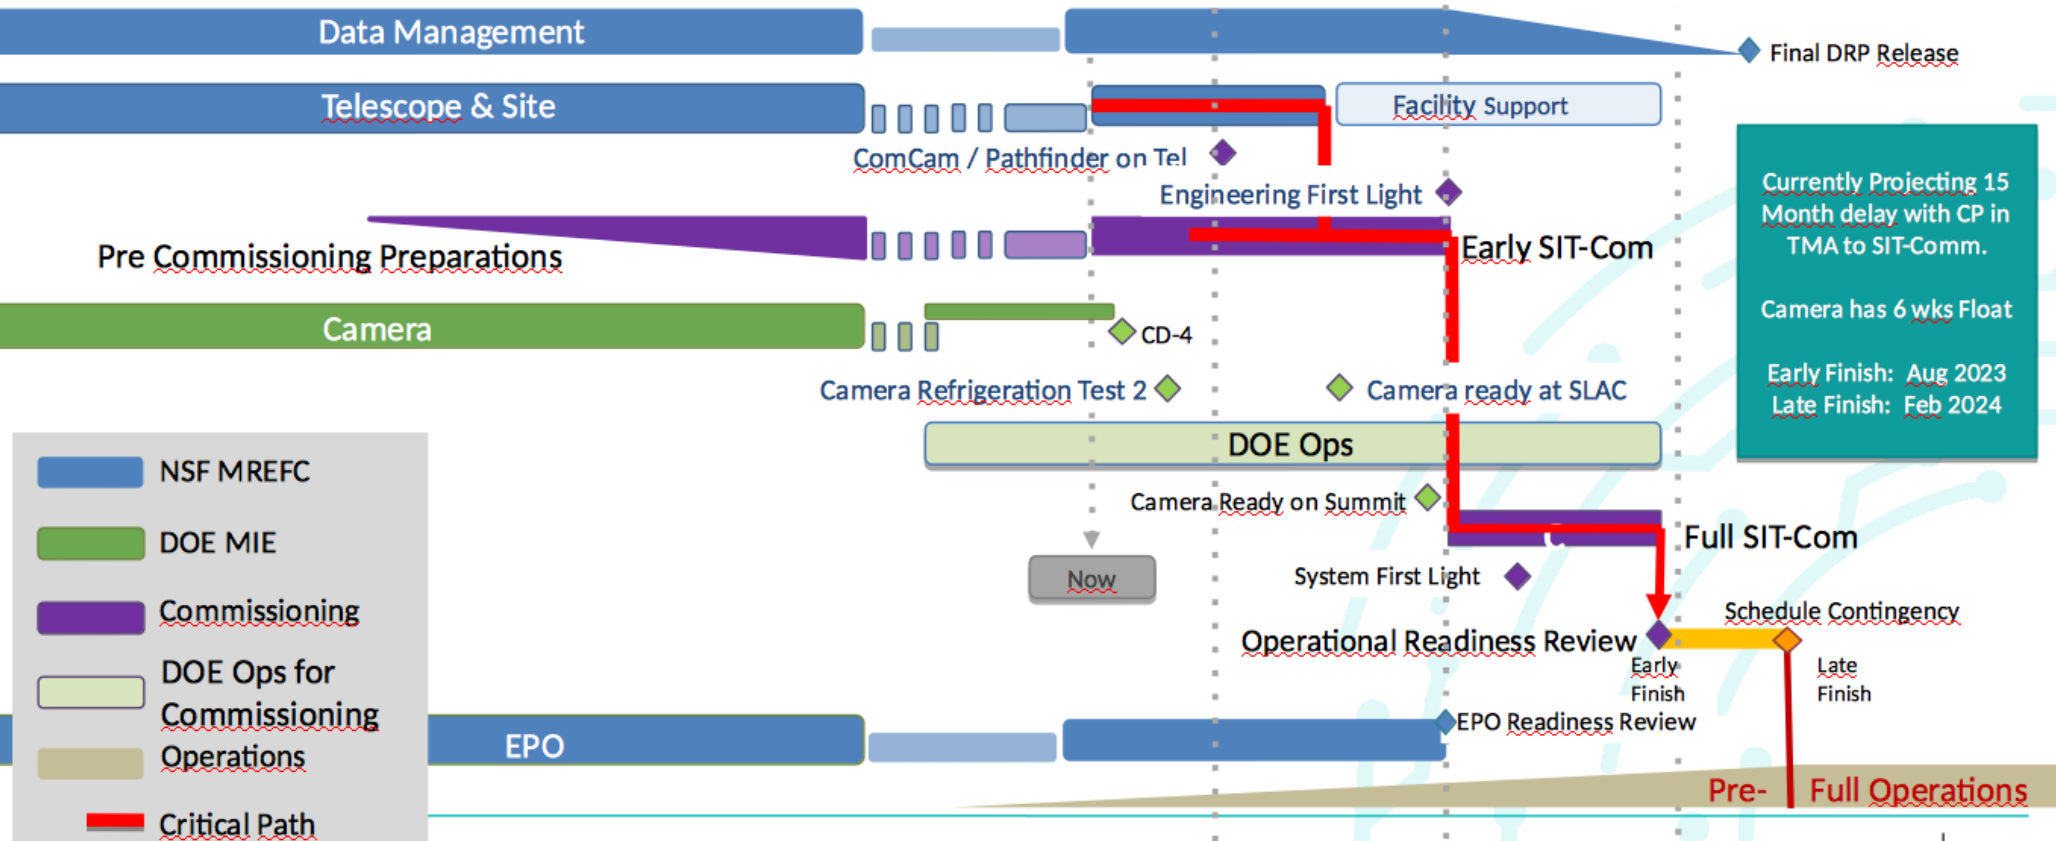 Data Management
Final DRP Release
Telescope & Site
Facility Support
ComCam / Pathfinder on Tel
Engineering First Light
Pre Commissioning Preparations
Early SIT-Com
Camera
CD-4
Camera Refrigeration Test 2
Camera ready at SLAC
DOE Ops
Camera Ready on Summit
Now
Full SIT-Com
System First Light
Schedule Contingency
Operational Readiness Review
Early
Finish
Late
Finish
EPO Readiness Review
EPO
Pre-
Full Operations
Currently Projecting 15
Month delay with CP in
TMA to SIT-Comm.
Camera has 6 wks Float
Early Finish: Aug 2023
Late Finish: Feb 2024
NSF MREFC
DOE MIE
Commissioning
DOE Ops for
Commissioning
Operations
Critical Path